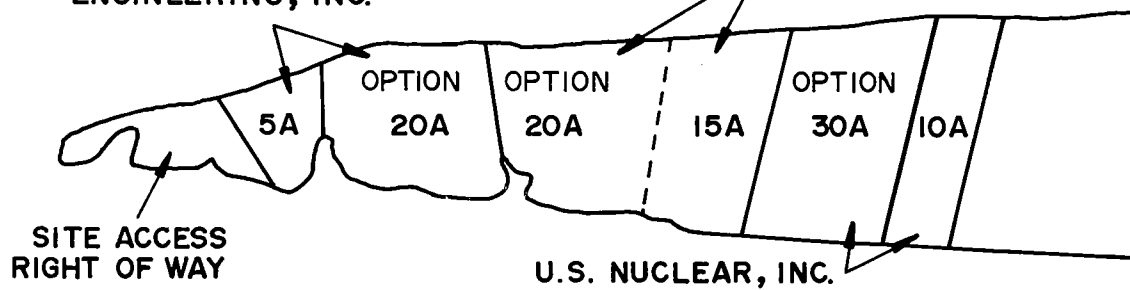 ENGINEERING, INC.
OPTION OPTION OPTION
5A 20A 20A 15A 30A 10A
SITE ACCESS
RIGHT OF WAY
U.S. NUCLEAR, INC.